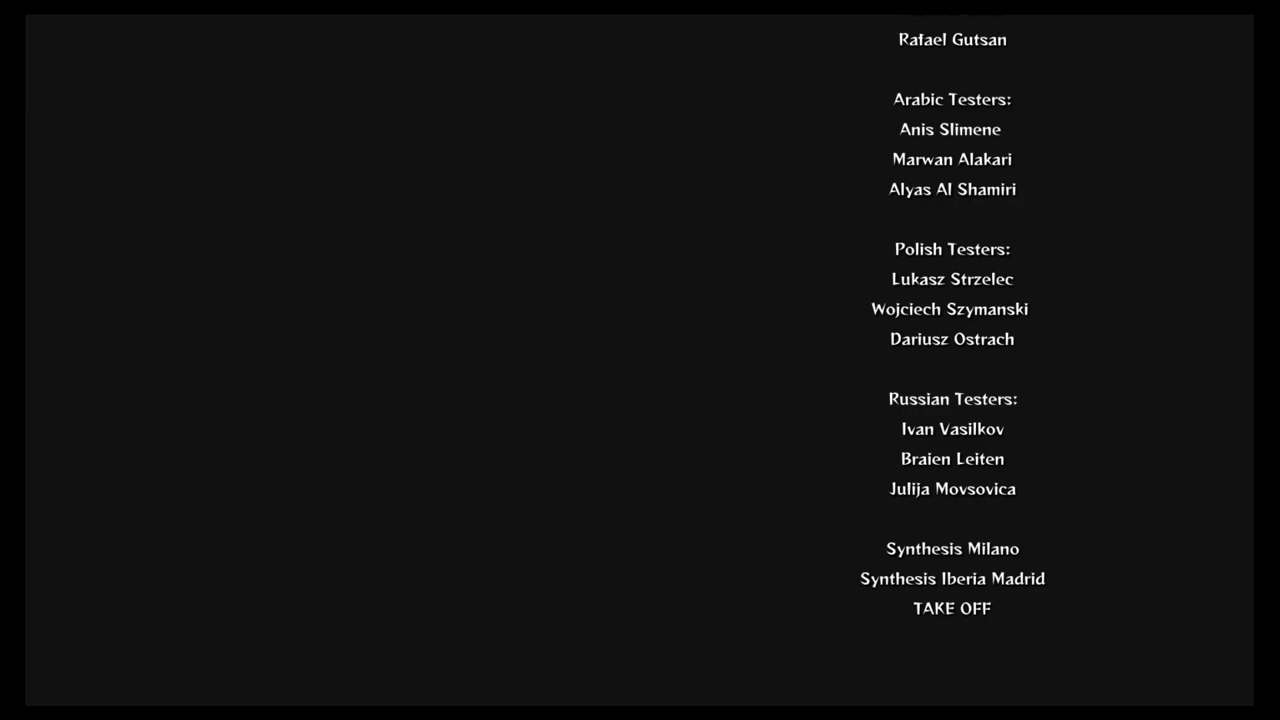 Rafael Gutsan
Arabic Testers:
Anis Slimene
Marwan Alakari
Alyas Al Shamiri
Polish Testers:
Lukasz Strzelec
Wojciech Szymanski
Dariusz Ostrach
Russian Testers:
Ivan Vasilkov
Braien Leiten
Julija Movsovica
Synthesis Milano
Synthesis Iberia Madrid
TAKE OFF